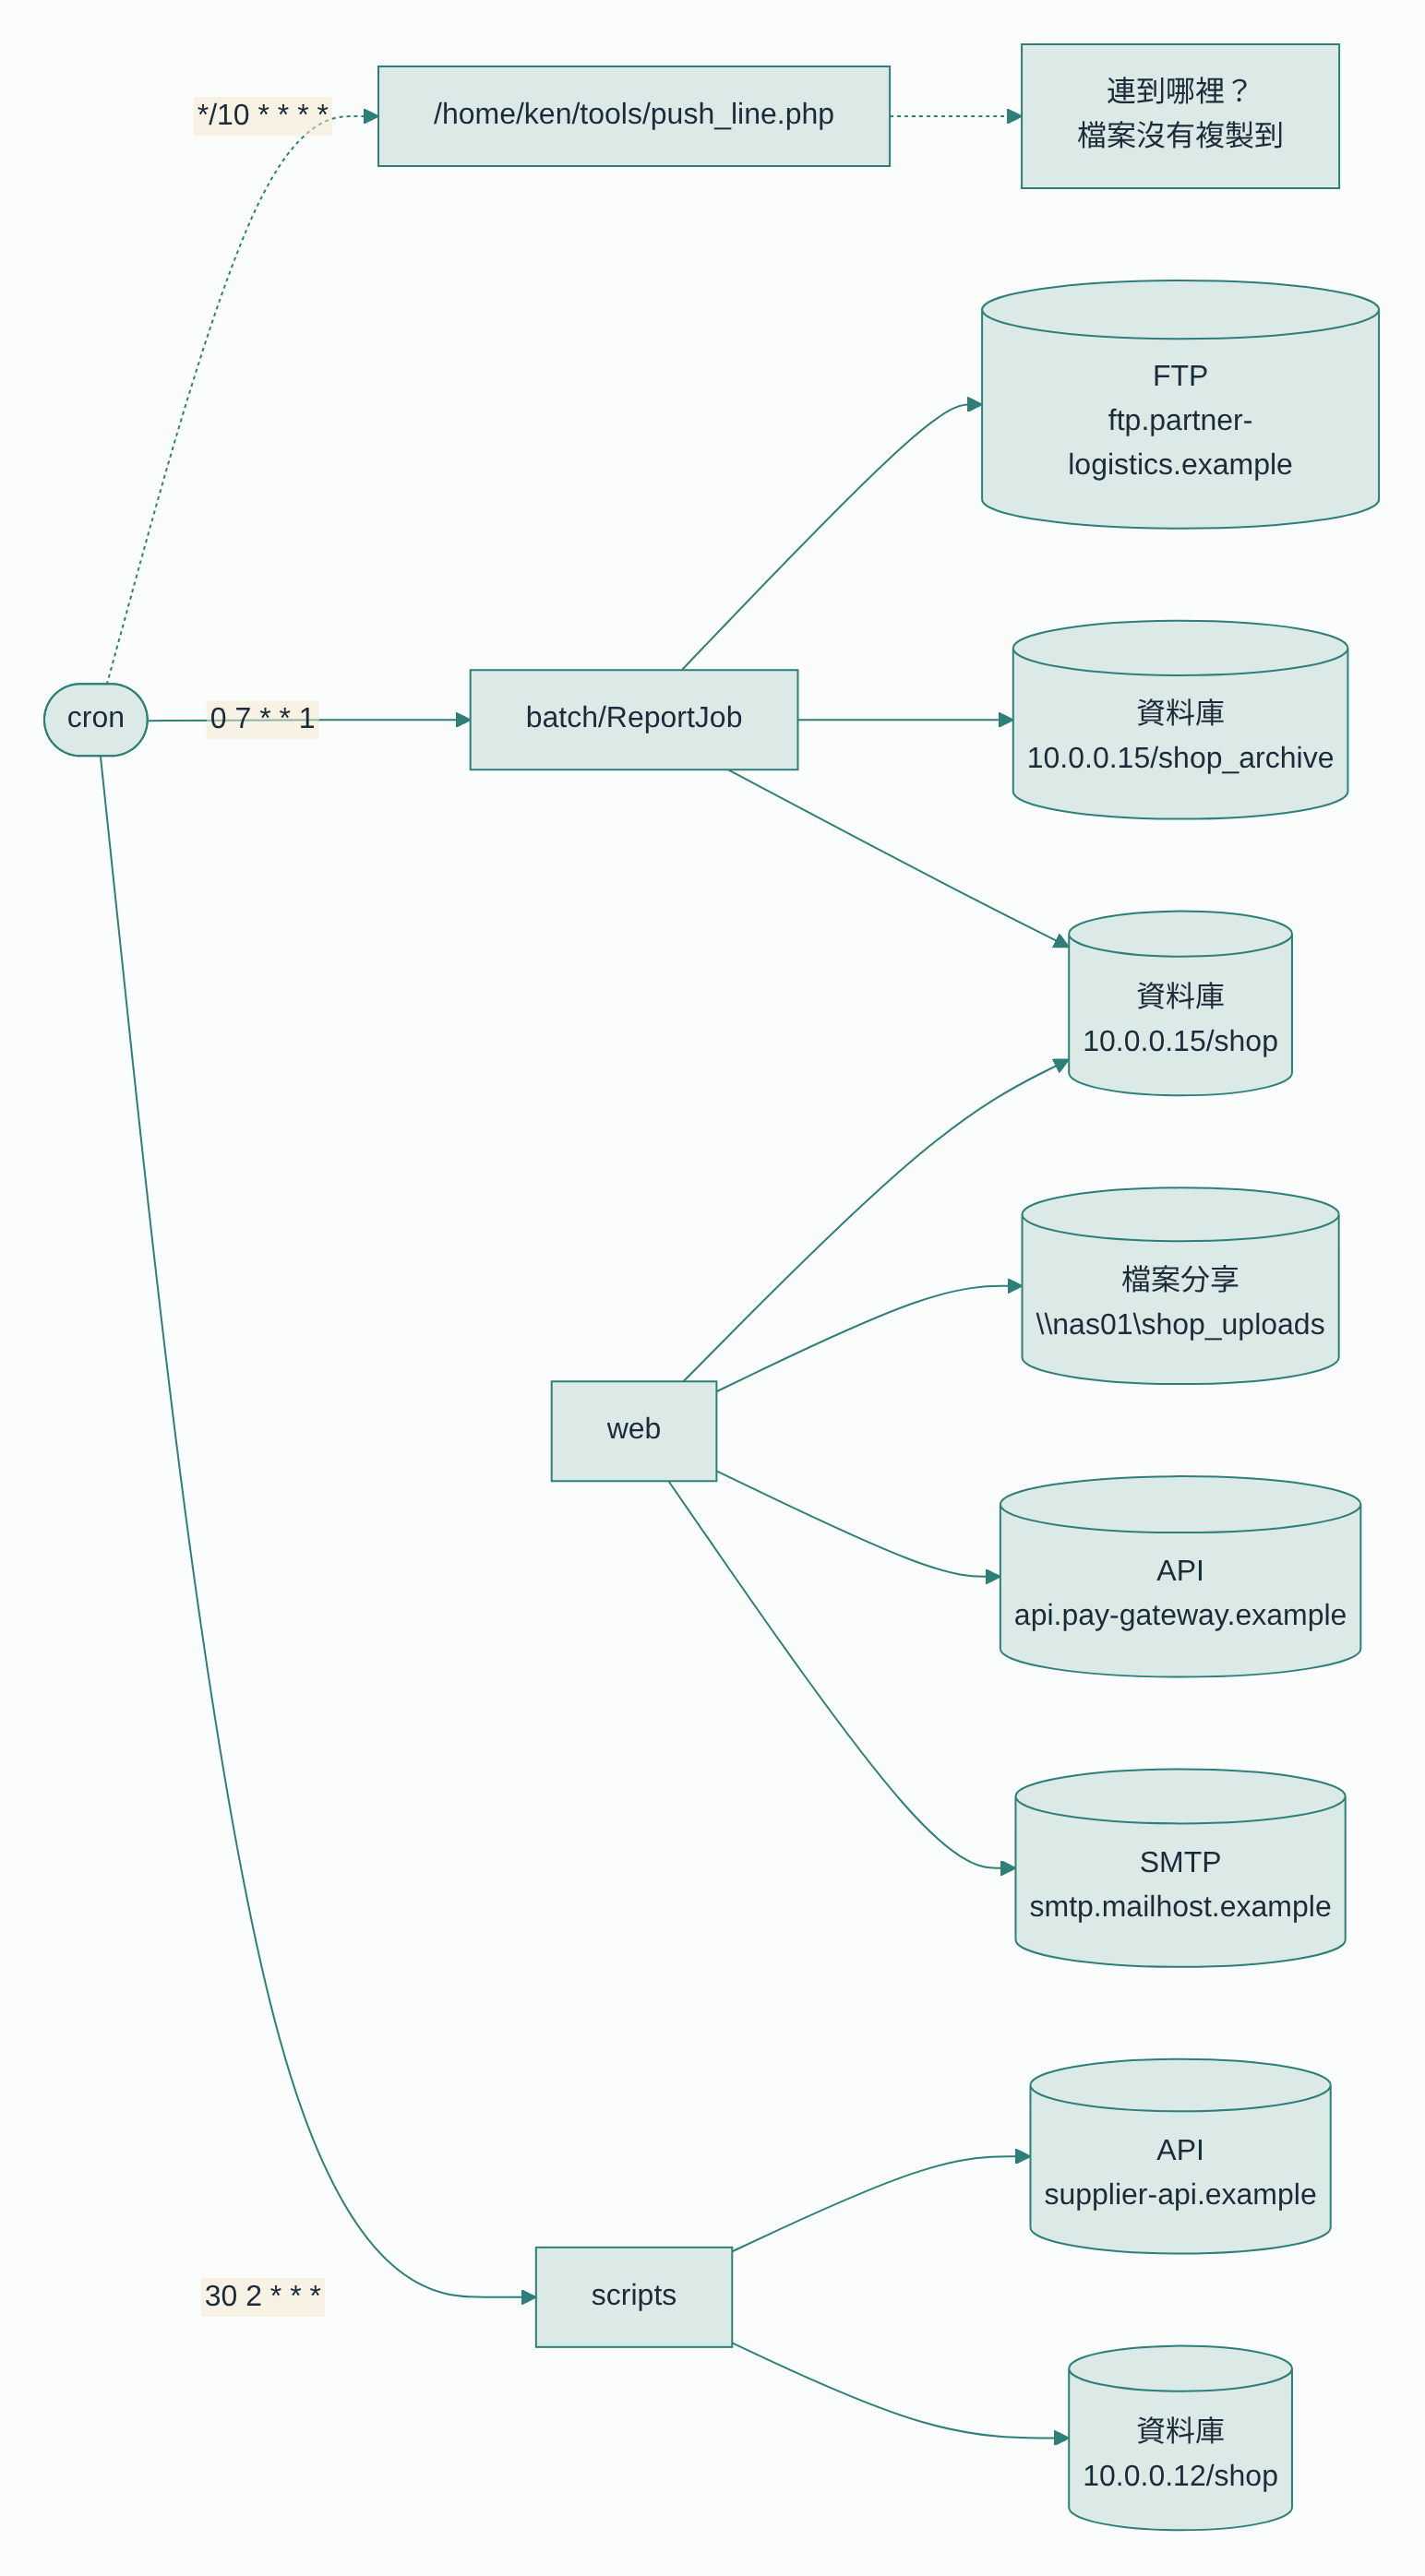 */10 * * * *
/home/ken/tools/push_line.php
連到哪裡？
檔案沒有複製到
FTP
ftp.partner-
logistics.example
cron
0 7 * * 1
batch/ReportJob
資料庫
10.0.0.15/shop_archive
資料庫
10.0.0.15/shop
檔案分享
\\nas01\shop_uploads
web
API
api.pay-gateway.example
SMTP
smtp.mailhost.example
API
supplier-api.example
30 2 * * *
scripts
資料庫
10.0.0.12/shop